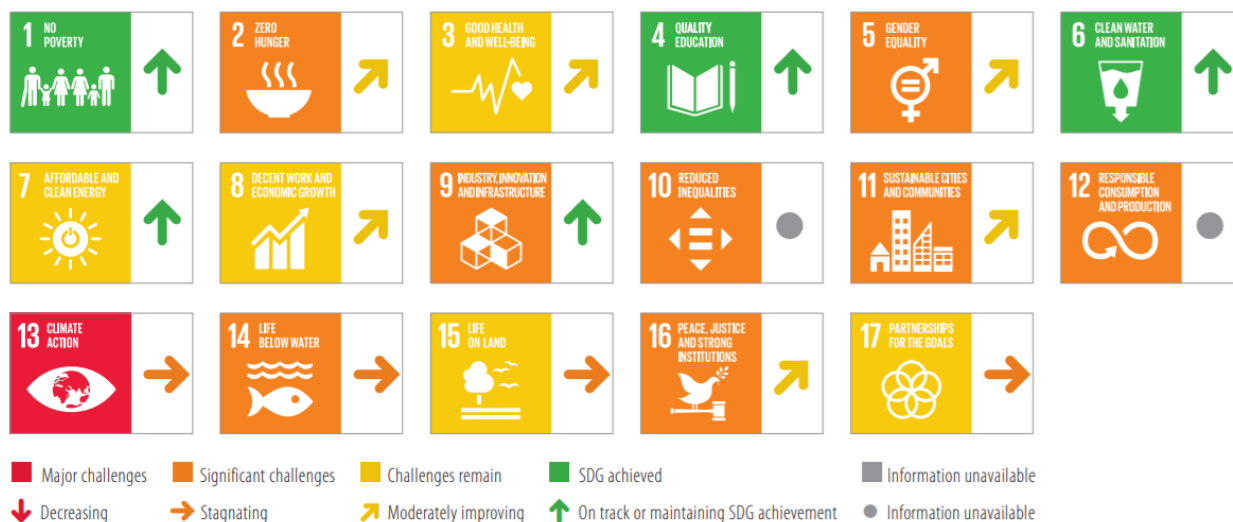 1 NO
POVERTY
2 ZERO
HUNGER
3 GOOD HEALTH
AND WELL-BEING
4 QUALITY
EDUCATION
5 GENDER
EQUALITY
6 CLEAN WATER
AND SANITATION
7 AFFORDABLE AND
CLEAN ENERGY
8 DECENT WORK AND
ECONOMIC GROWTH
9 INDUSTRY, INNOVATION
AND INFRASTRUCTURE
10 REDUCED
INEQUALITIES
11 SUSTAINABLE CITIES
AND COMMUNITIES
12 RESPONSIBLE
CONSUMPTION
AND PRODUCTION
13 CLIMATE
ACTION
14 LIFE
BELOW WATER
15 LIFE
ON LAND
16 PEACE, JUSTICE
AND STRONG
INSTITUTIONS
17 PARTNERSHIPS
FOR THE GOALS
Major challenges Significant challenges Challenges remain SDG achieved Information unavailable
Decreasing Stagnating Moderately improving On track or maintaining SDG achievement Information unavailable